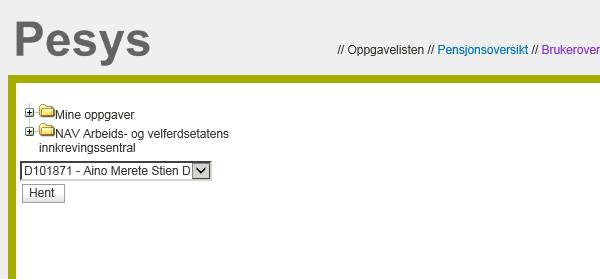 Pesys
// Oppgavelisten // Pensjonsoversikt // Brukerover
Mine oppgaver
NAV Arbeids- og velferdsetatens
innkrevingssentral
D101871 - Aino Merete Stien D
Hent